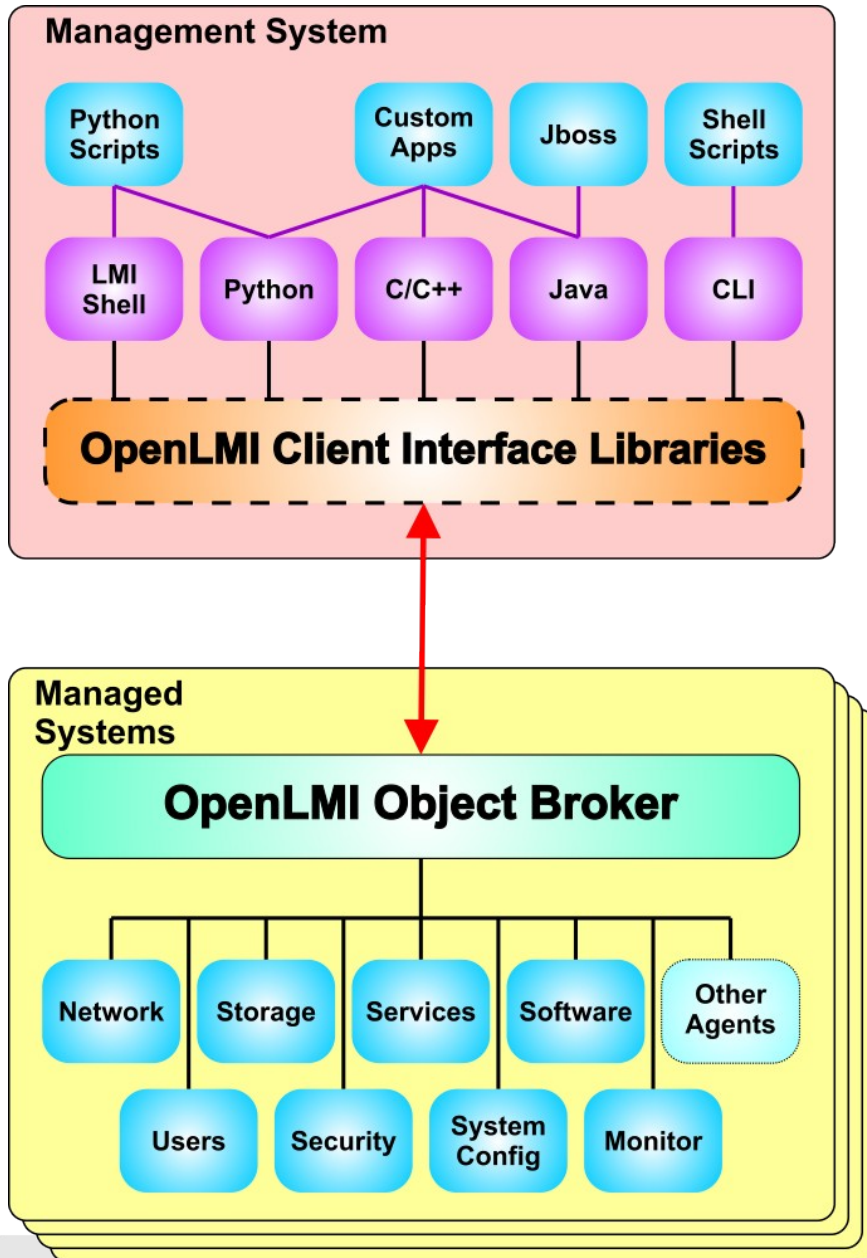 Management System
Python
Scripts
Custom
Apps
Jboss
Shell
Scripts
LMI
Shell
Python
C/C++
Java
CLI
OpenLMI Client Interface Libraries
Managed
Systems
OpenLMI Object Broker
Network
Storage
Services
Software
Other
Agents
Users
Security
System
Config
Monitor